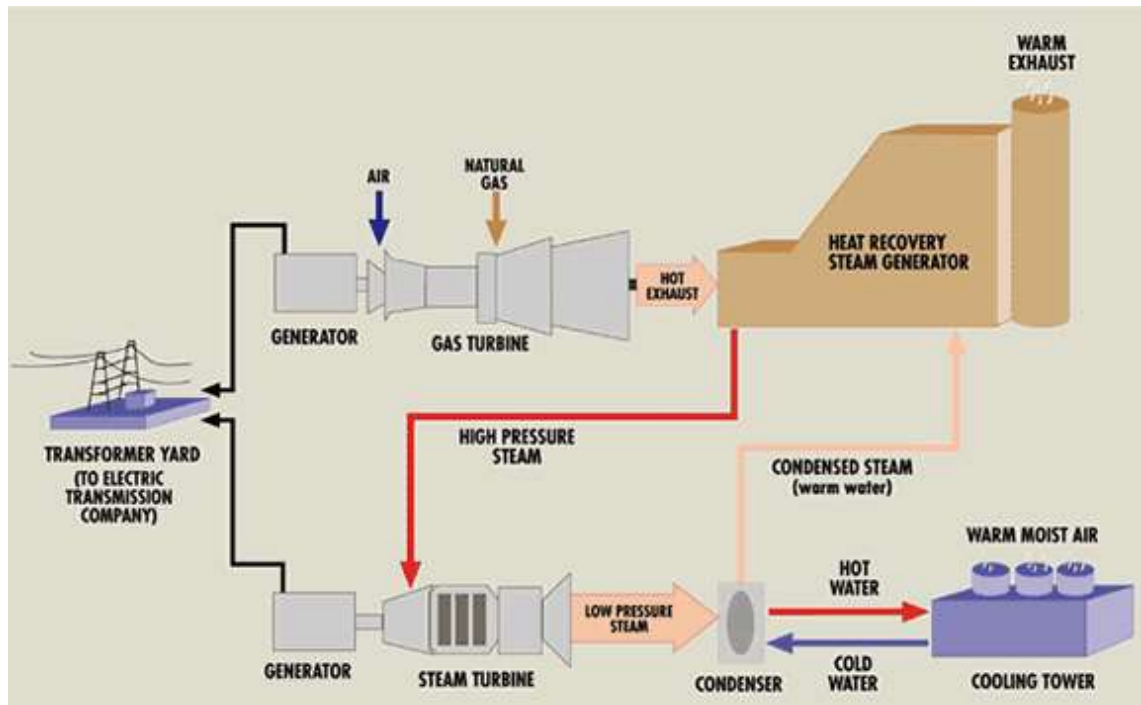 WARM
EXHAUST
AIR
NATURAL
GAS
HEAT RECOVERY
STEAM GENERATOR
HOT
EXHAUST
GENERATOR
GAS TURBINE
HIGH PRESSURE
STEAM
TRANSFORMER YARD
(TO ELECTRIC
TRANSMISSION
COMPANY)
CONDENSED STEAM
(warm water)
WARM MOIST AIR
HOT
WATER
LOW PRESSURE
STEAM
GENERATOR
STEAM TURBINE
CONDENSER
COLD
WATER
COOLING TOWER